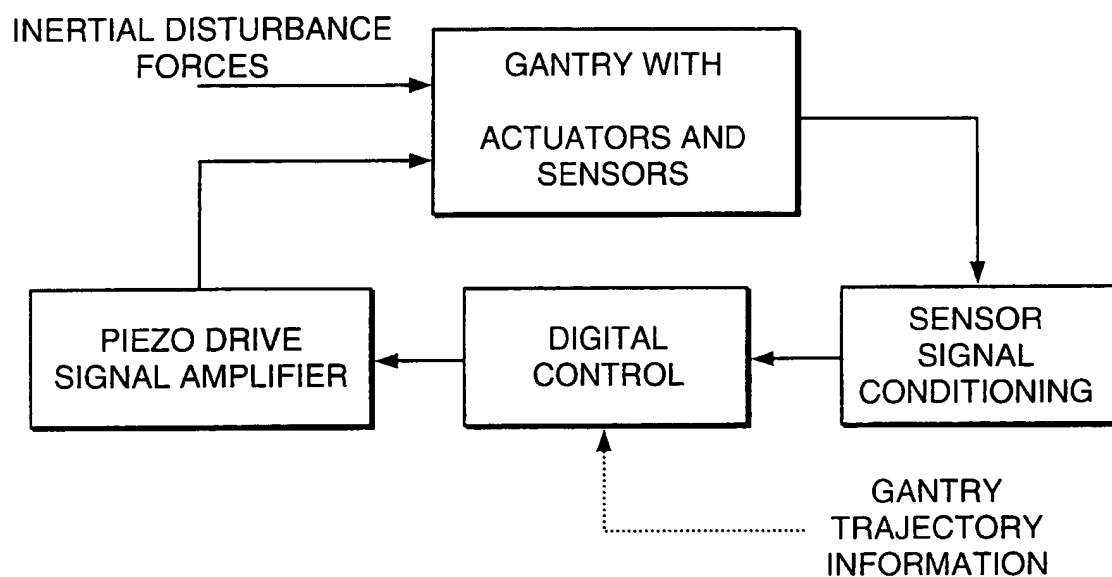 INERTIAL DISTURBANCE
FORCES
GANTRY WITH
ACTUATORS AND
SENSORS
PIEZO DRIVE
SIGNAL AMPLIFIER
DIGITAL
CONTROL
SENSOR
SIGNAL
CONDITIONING
GANTRY
TRAJECTORY
INFORMATION